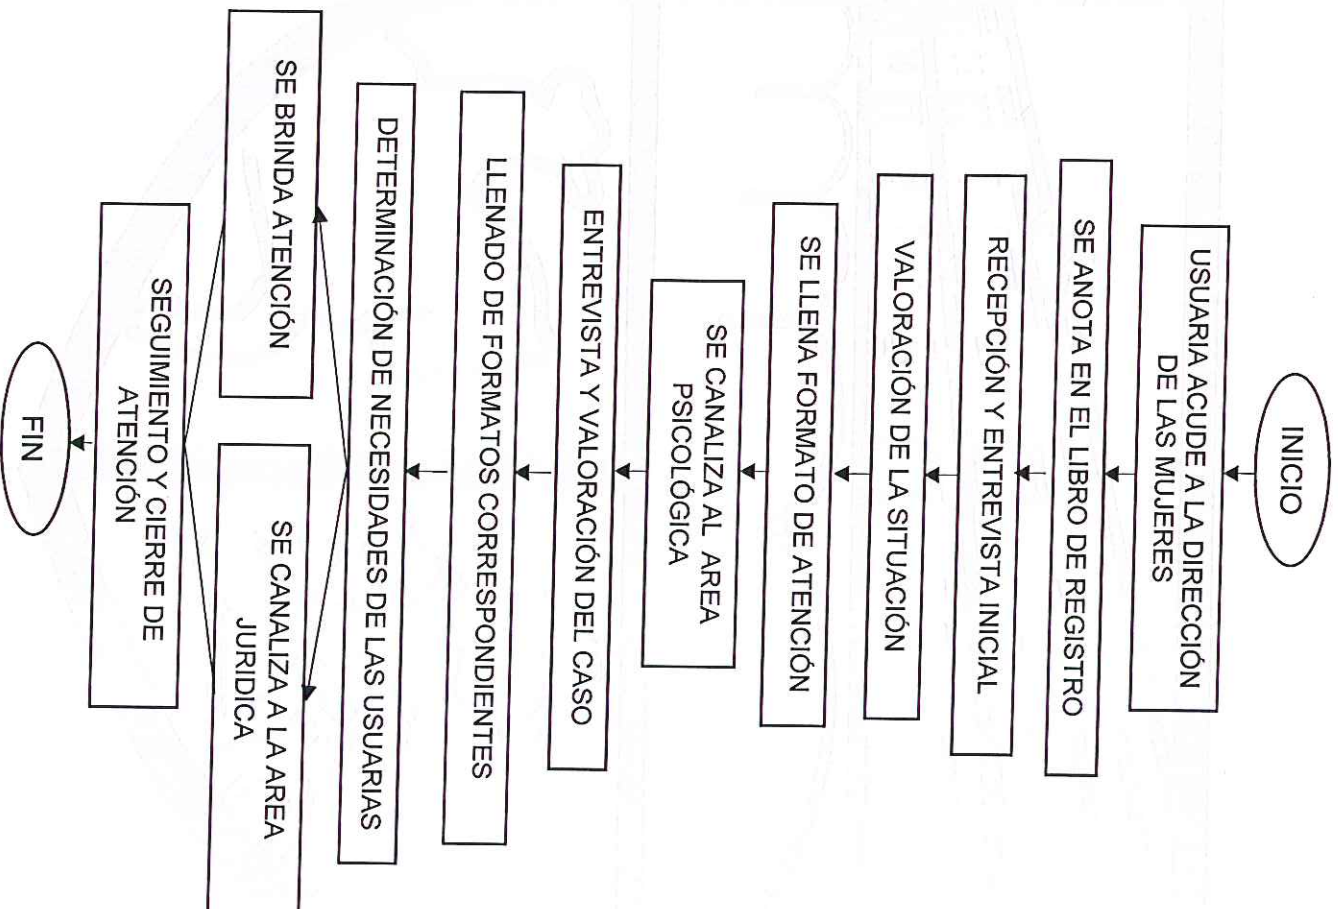 INICIO
USUARIA ACUDE A LA DIRECCIÓN
DE LAS MUJERES
SE ANOTA EN EL LIBRO DE REGISTRO
RECEPCIÓN Y ENTREVISTA INICIAL
VALORACIÓN DE LA SITUACIÓN
SE LLENA FORMATO DE ATENCIÓN
SE CANALIZA AL AREA
PSICOLÓGICA
ENTREVISTA Y VALORACIÓN DEL CASO
LLENADO DE FORMATOS CORRESPONDIENTES
DETERMINACIÓN DE NECESIDADES DE LAS USUARIAS
SE BRINDA ATENCIÓN
SE CANALIZA A LA AREA
JURIDICA
SEGUIMIENTO Y CIERRE DE
ATENCIÓN
FIN